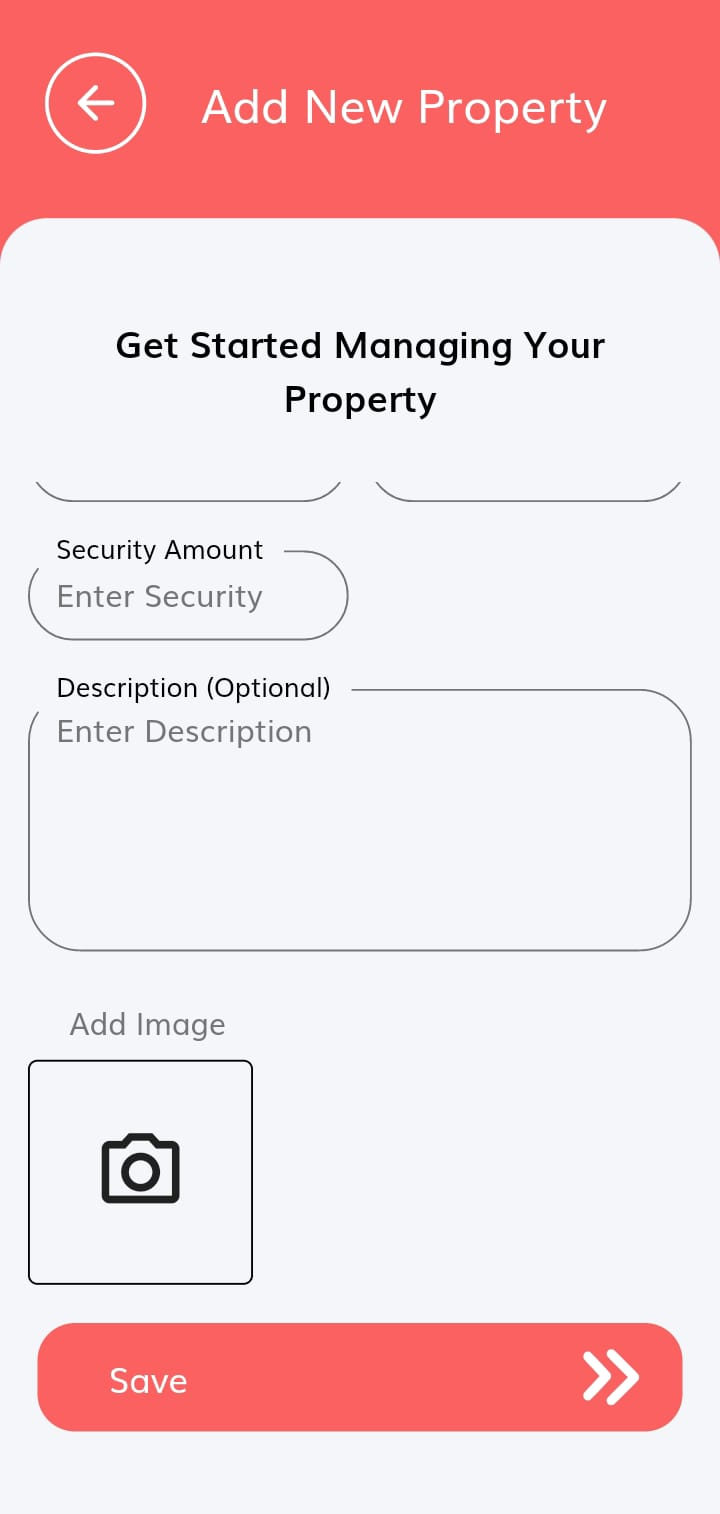 Add New Property
Get Started Managing Your
Property
Security Amount
Enter Security
Description (Optional)
Enter Description
Add Image
Save